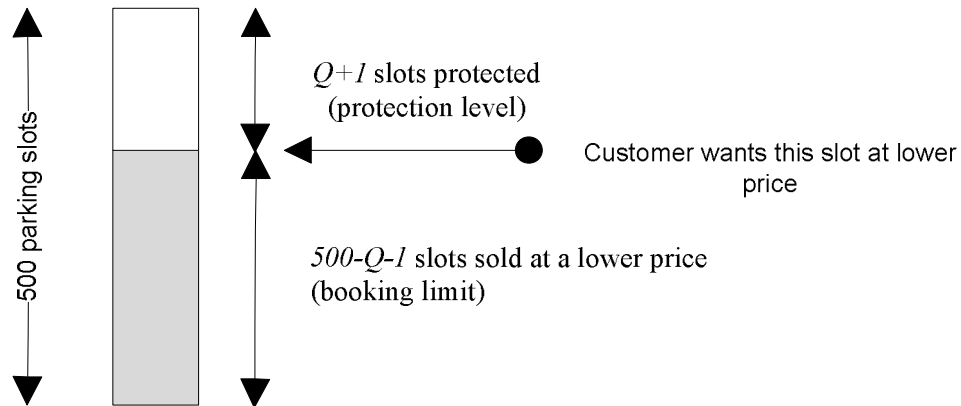 500 parking slots
Q+1 slots protected
(protection level)
Customer wants this slot at lower
price
500-Q-1 slots sold at a lower price
(booking limit)